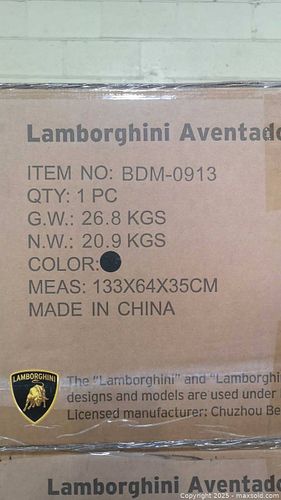 Lamborghini Aventado
ITEM NO: BDM-0913
QTY: 1 PC
G.W.: 26.8 KGS
N.W.: 20.9 KGS
COLOR:
MEAS: 133X64X35CM
MADE IN CHINA
LAMBORGHINI
The "Lamborghini" and "Lamborghi
designs and models are used under
Licensed manufacturer: Chuzhou Be
Lamborghini Aventado
Copyright 2025 - maxtold.com